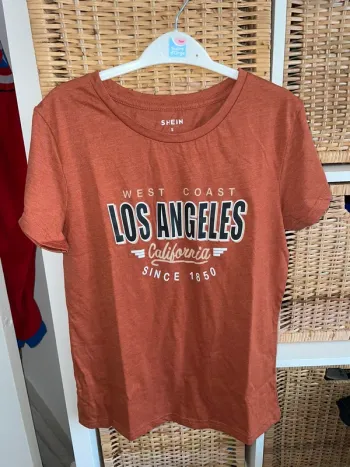 SHEIN
S
WEST COAST
LOS ANGELES
California
SINCE 1850